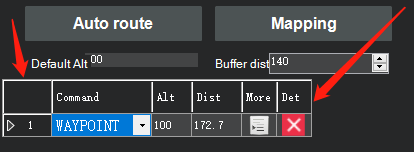 Auto route Mapping
Default Alt 00 Buffer dist 140
Command Alt Dist More Det
1 WAYPOINT 100 172.7